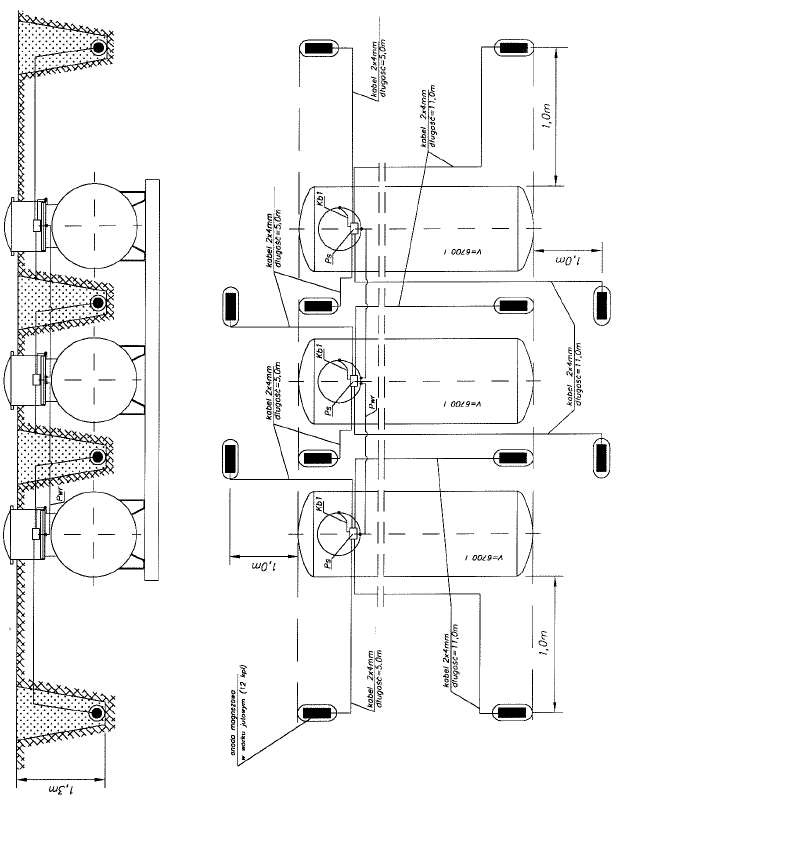 kabel 2x4mm
długość=5,0m
kabel 2x4mm
długość=11,0m
1,0m
Kb1
Ps
V=6700 l
kabel 2x4mm
długość=5,0m
1,0m
Kb1
Ps
Pwr
V=6700 l
kabel 2x4mm
długość=5,0m
kabel 2x4mm
długość=11,0m
Pwr
Kb1
Ps
V=6700 l
1,0m
kabel 2x4mm
długość=5,0m
kabel 2x4mm
długość=11,0m
1,0m
anoda magnezowa
w worku jutowym (12 kpl)
1,3m